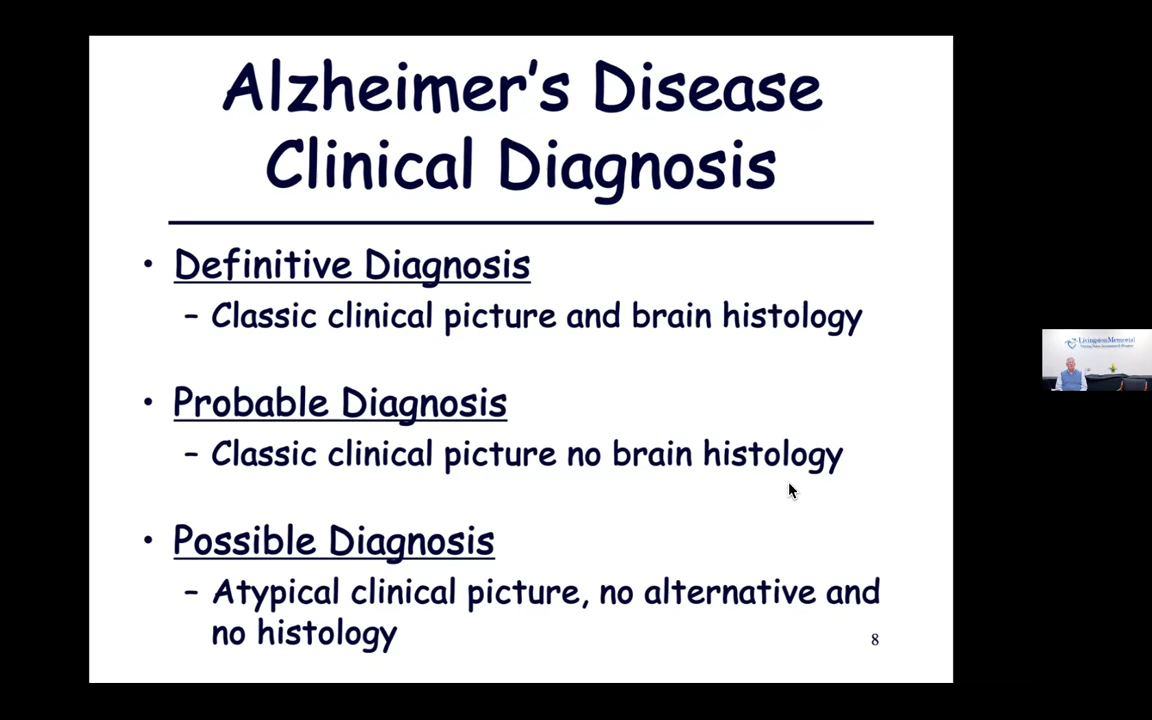 Alzheimer's Disease
Clinical Diagnosis
• Definitive Diagnosis
– Classic clinical picture and brain histology
• Probable Diagnosis
– Classic clinical picture no brain histology
• Possible Diagnosis
– Atypical clinical picture, no alternative and
no histology
8
LivingstonMemorial